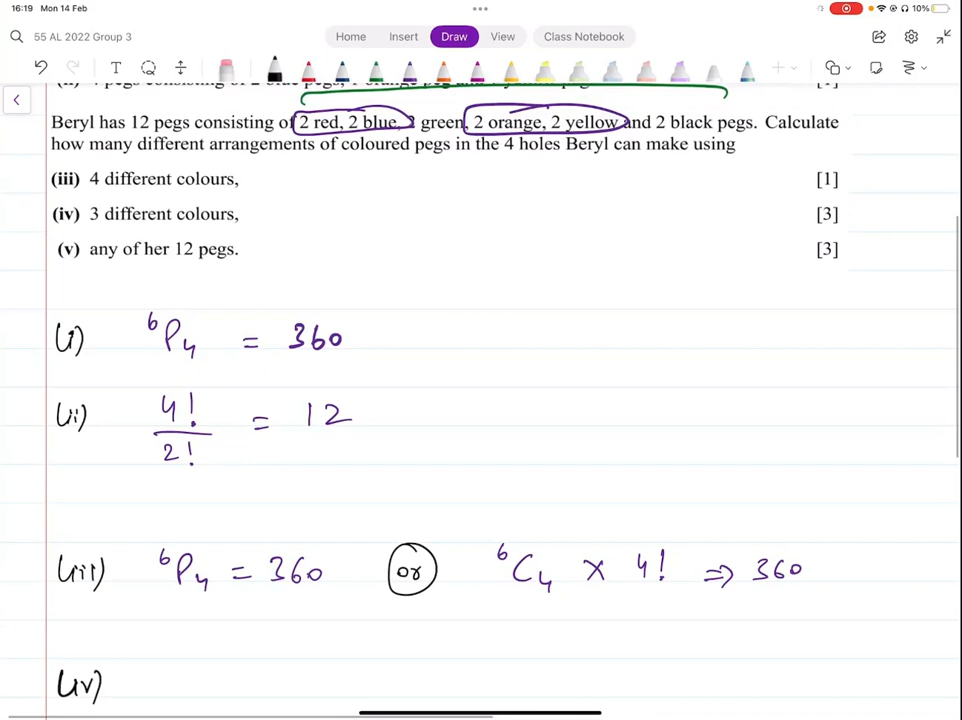 16:19 Mon 14 Feb
10%
55 AL 2022 Group 3
Home Insert Draw View Class Notebook
T
Beryl has 12 pegs consisting of 2 red, 2 blue, 2 green, 2 orange, 2 yellow and 2 black pegs. Calculate
how many different arrangements of coloured pegs in the 4 holes Beryl can make using
(iii) 4 different colours, [1]
(iv) 3 different colours, [3]
(v) any of her 12 pegs. [3]
(i) ⁶P₄ = 360
(ii) 4!/2! = 12
(iii) ⁶P₄ = 360 or ⁶C₄ × 4! ⇒ 360
(iv)